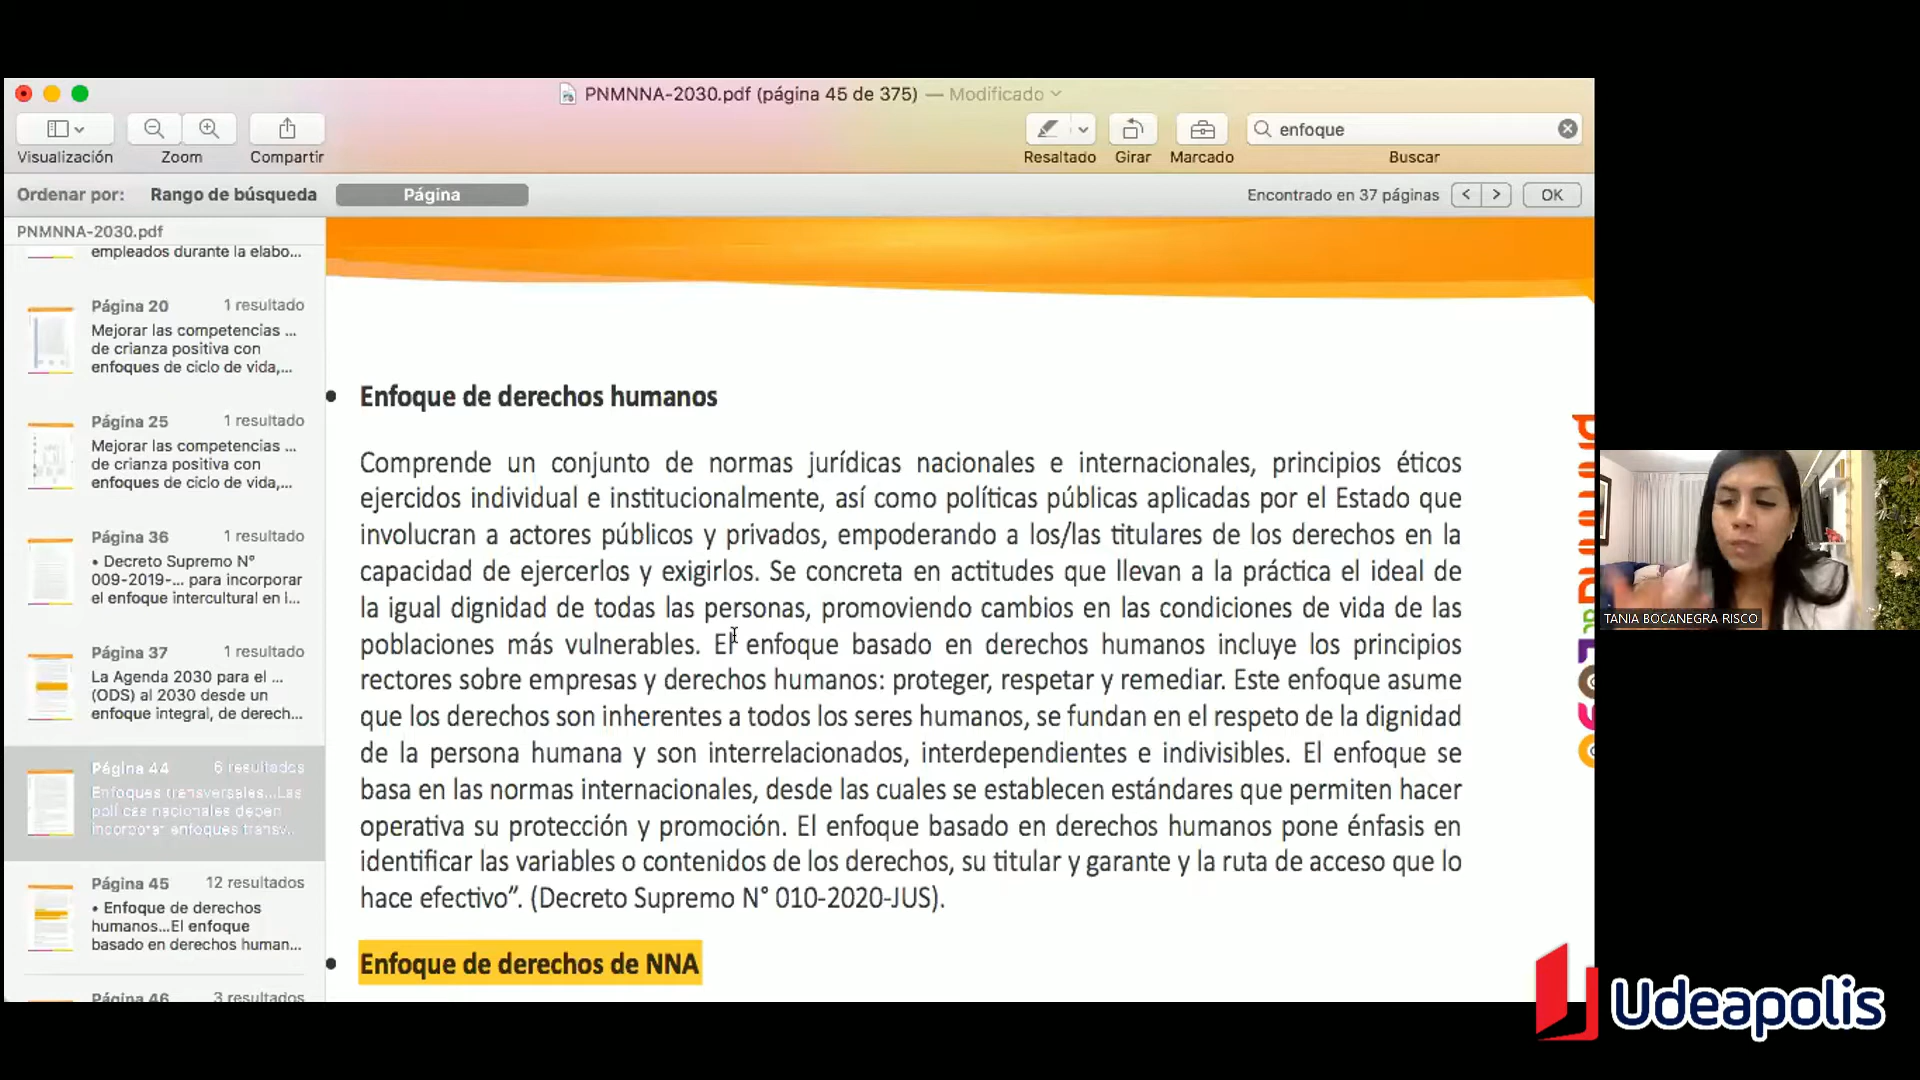 PNMNNA-2030.pdf (página 45 de 375) — Modificado
enfoque
Visualización
Zoom
Compartir
Resaltado
Girar
Marcado
Buscar
Ordenar por:
Rango de búsqueda
Página
Encontrado en 37 páginas
OK
PNMNNA-2030.pdf
empleados durante la elabo...
Página 20 1 resultado
Mejorar las competencias ...
de crianza positiva con
enfoques de ciclo de vida,...
Página 25 1 resultado
Mejorar las competencias ...
de crianza positiva con
enfoques de ciclo de vida,...
Página 36 1 resultado
• Decreto Supremo N°
009-2019-... para incorporar
el enfoque intercultural en i...
Página 37 1 resultado
La Agenda 2030 para el ...
(ODS) al 2030 desde un
enfoque integral, de derech...
Página 44 6 resultados
Enfoques transversales...Las
políticas nacionales deben
incorporar enfoques transv...
Página 45 12 resultados
• Enfoque de derechos
humanos...El enfoque
basado en derechos human...
Página 46 3 resultados
• Enfoque de derechos humanos
Comprende un conjunto de normas jurídicas nacionales e internacionales, principios éticos
ejercidos individual e institucionalmente, así como políticas públicas aplicadas por el Estado que
involucran a actores públicos y privados, empoderando a los/las titulares de los derechos en la
capacidad de ejercerlos y exigirlos. Se concreta en actitudes que llevan a la práctica el ideal de
la igual dignidad de todas las personas, promoviendo cambios en las condiciones de vida de las
poblaciones más vulnerables. El enfoque basado en derechos humanos incluye los principios
rectores sobre empresas y derechos humanos: proteger, respetar y remediar. Este enfoque asume
que los derechos son inherentes a todos los seres humanos, se fundan en el respeto de la dignidad
de la persona humana y son interrelacionados, interdependientes e indivisibles. El enfoque se
basa en las normas internacionales, desde las cuales se establecen estándares que permiten hacer
operativa su protección y promoción. El enfoque basado en derechos humanos pone énfasis en
identificar las variables o contenidos de los derechos, su titular y garante y la ruta de acceso que lo
hace efectivo”. (Decreto Supremo N° 010-2020-JUS).
• Enfoque de derechos de NNA
TANIA BOCANEGRA RISCO
Udeapolis